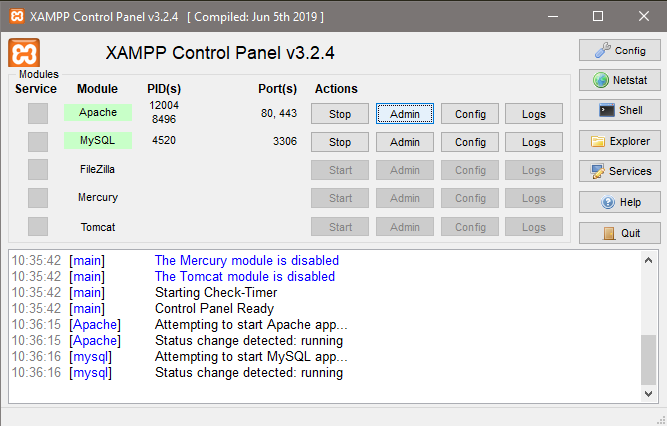 XAMPP Control Panel v3.2.4 [ Compiled: Jun 5th 2019 ]
XAMPP Control Panel v3.2.4
Config
Modules
Service Module PID(s) Port(s) Actions
Netstat
Apache 12004 8496 80, 443 Stop Admin Config Logs
Shell
MySQL 4520 3306 Stop Admin Config Logs
Explorer
FileZilla Start Admin Config Logs
Services
Mercury Start Admin Config Logs
Help
Tomcat Start Admin Config Logs
Quit
10:35:42 [main] The Mercury module is disabled
10:35:42 [main] The Tomcat module is disabled
10:35:42 [main] Starting Check-Timer
10:35:42 [main] Control Panel Ready
10:36:15 [Apache] Attempting to start Apache app...
10:36:15 [Apache] Status change detected: running
10:36:16 [mysql] Attempting to start MySQL app...
10:36:16 [mysql] Status change detected: running